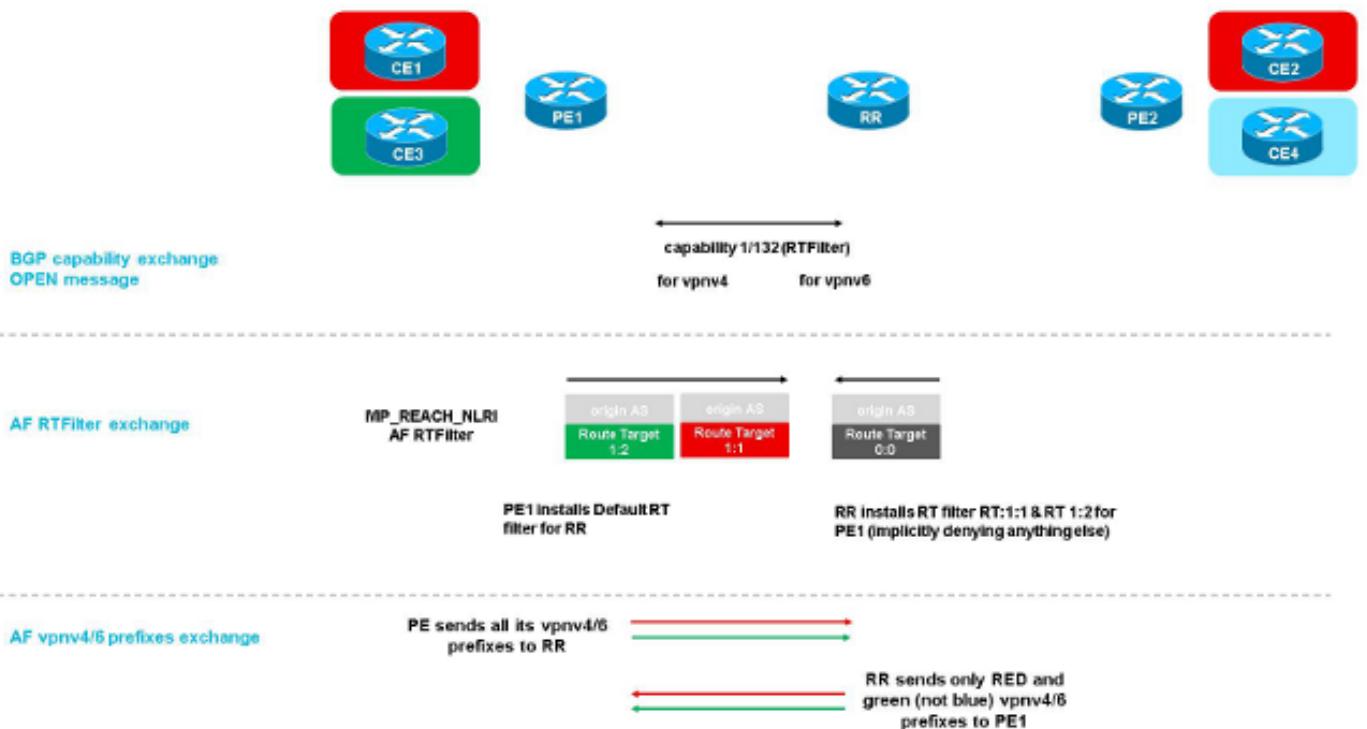 CE1
CE2
PE1
RR
PE2
CE3
CE4
BGP capability exchange
OPEN message
capability 1/132(RTFilter)
for vpnv4 for vpnv6
AF RTFilter exchange
MP_REACH_NLRI
AF RTFilter
origin AS
Route Target
1:2
origin AS
Route Target
1:1
origin AS
Route Target
0:0
PE1 installs Default RT
filter for RR
RR installs RT filter RT:1:1 & RT 1:2 for
PE1 (implicitly denying anything else)
AF vpnv4/6 prefixes exchange
PE sends all its vpnv4/6
prefixes to RR
RR sends only RED and
green (not blue) vpnv4/6
prefixes to PE1